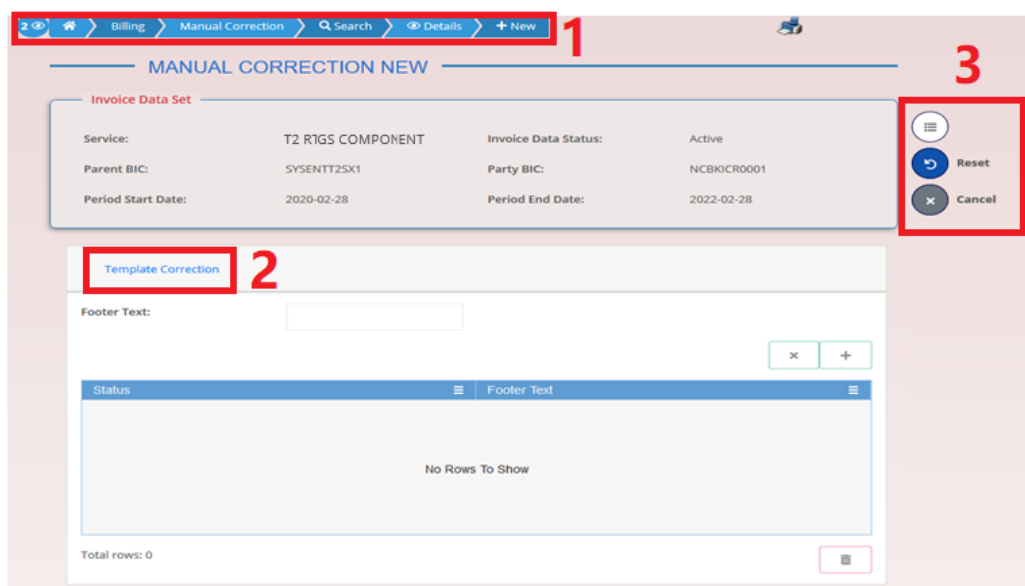 2 Billing Manual Correction Search Details New
1
MANUAL CORRECTION NEW
3
Invoice Data Set
Service: T2 RTGS COMPONENT Invoice Data Status: Active
Parent BIC: SYSENTT2SX1 Party BIC: NCBKICR0001
Reset
Period Start Date: 2020-02-28 Period End Date: 2022-02-28
Cancel
Template Correction
2
Footer Text:
Status Footer Text
No Rows To Show
Total rows: 0